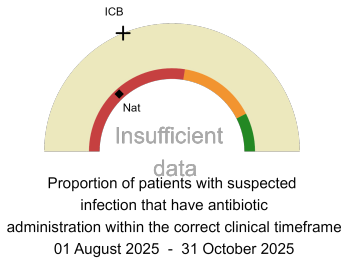 ICB
Nat
Insufficient
data
Proportion of patients with suspected
infection that have antibiotic
administration within the correct clinical timeframe
01 August 2025 - 31 October 2025